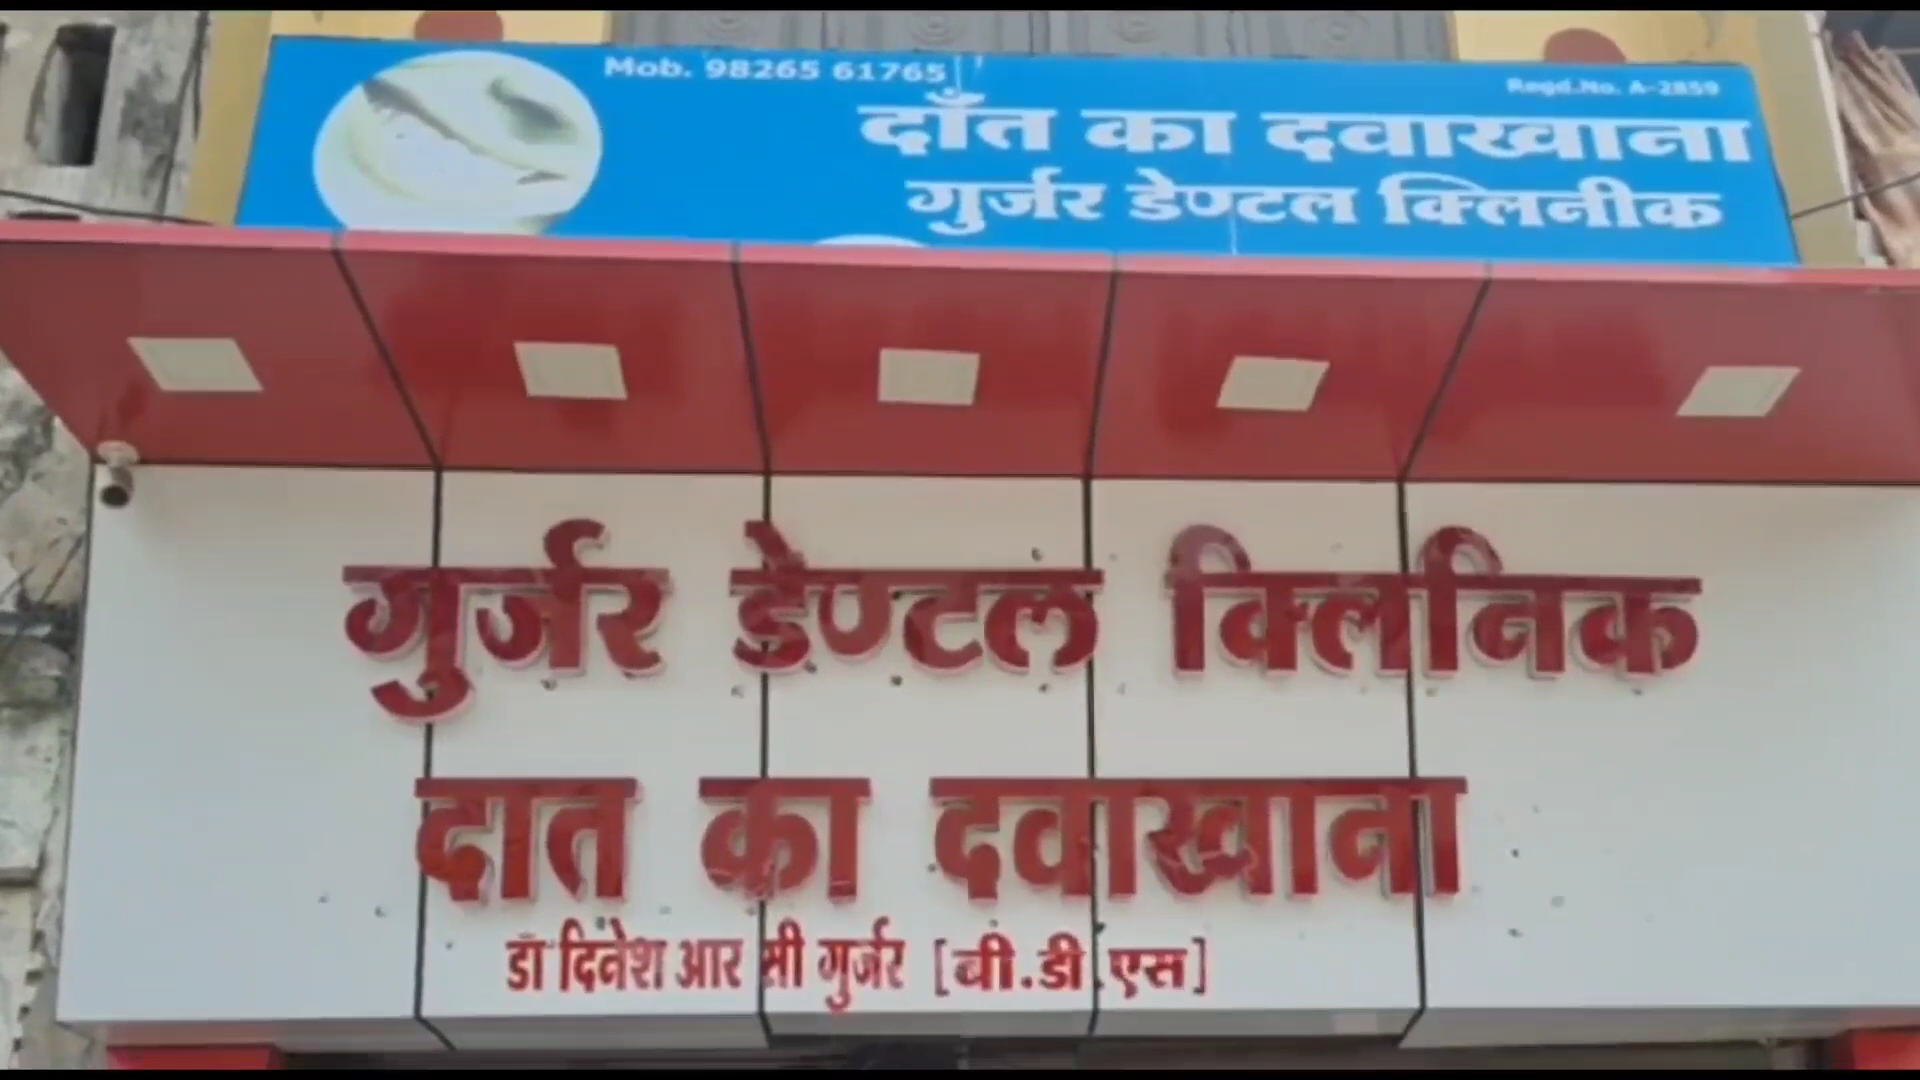 Mob. 98265 61765
Regd.No. A-2859
दाँत का दवाखाना
गुर्जर डेण्टल क्लिनीक
गुर्जर डेण्टल क्लिनिक
दात का दवाखाना
डॉ दिनेश आर सी गुर्जर [बी.डी.एस]